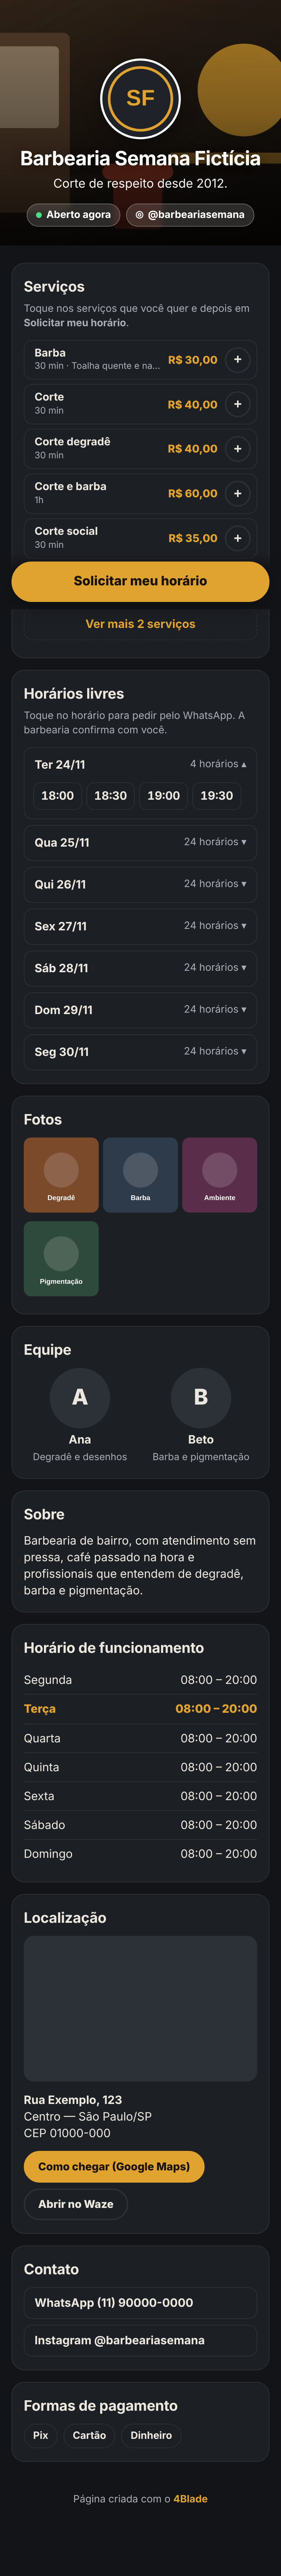 SF
Barbearia Semana Fictícia
Corte de respeito desde 2012.
Aberto agora
@barbeariasemana
Serviços
Toque nos serviços que você quer e depois em
Solicitar meu horário.
Barba
30 min · Toalha quente e na...
R$ 30,00
+
Corte
30 min
R$ 40,00
+
Corte degradê
30 min
R$ 40,00
+
Corte e barba
1h
R$ 60,00
+
Corte social
30 min
R$ 35,00
+
Solicitar meu horário
Ver mais 2 serviços
Horários livres
Toque no horário para pedir pelo WhatsApp. A
barbearia confirma com você.
Ter 24/11
4 horários ▴
18:00
18:30
19:00
19:30
Qua 25/11
24 horários ▾
Qui 26/11
24 horários ▾
Sex 27/11
24 horários ▾
Sáb 28/11
24 horários ▾
Dom 29/11
24 horários ▾
Seg 30/11
24 horários ▾
Fotos
Degradê
Barba
Ambiente
Pigmentação
Equipe
A
B
Ana
Beto
Degradê e desenhos
Barba e pigmentação
Sobre
Barbearia de bairro, com atendimento sem
pressa, café passado na hora e
profissionais que entendem de degradê,
barba e pigmentação.
Horário de funcionamento
Segunda 08:00 – 20:00
Terça 08:00 – 20:00
Quarta 08:00 – 20:00
Quinta 08:00 – 20:00
Sexta 08:00 – 20:00
Sábado 08:00 – 20:00
Domingo 08:00 – 20:00
Localização
Rua Exemplo, 123
Centro — São Paulo/SP
CEP 01000-000
Como chegar (Google Maps)
Abrir no Waze
Contato
WhatsApp (11) 90000-0000
Instagram @barbeariasemana
Formas de pagamento
Pix
Cartão
Dinheiro
Página criada com o 4Blade